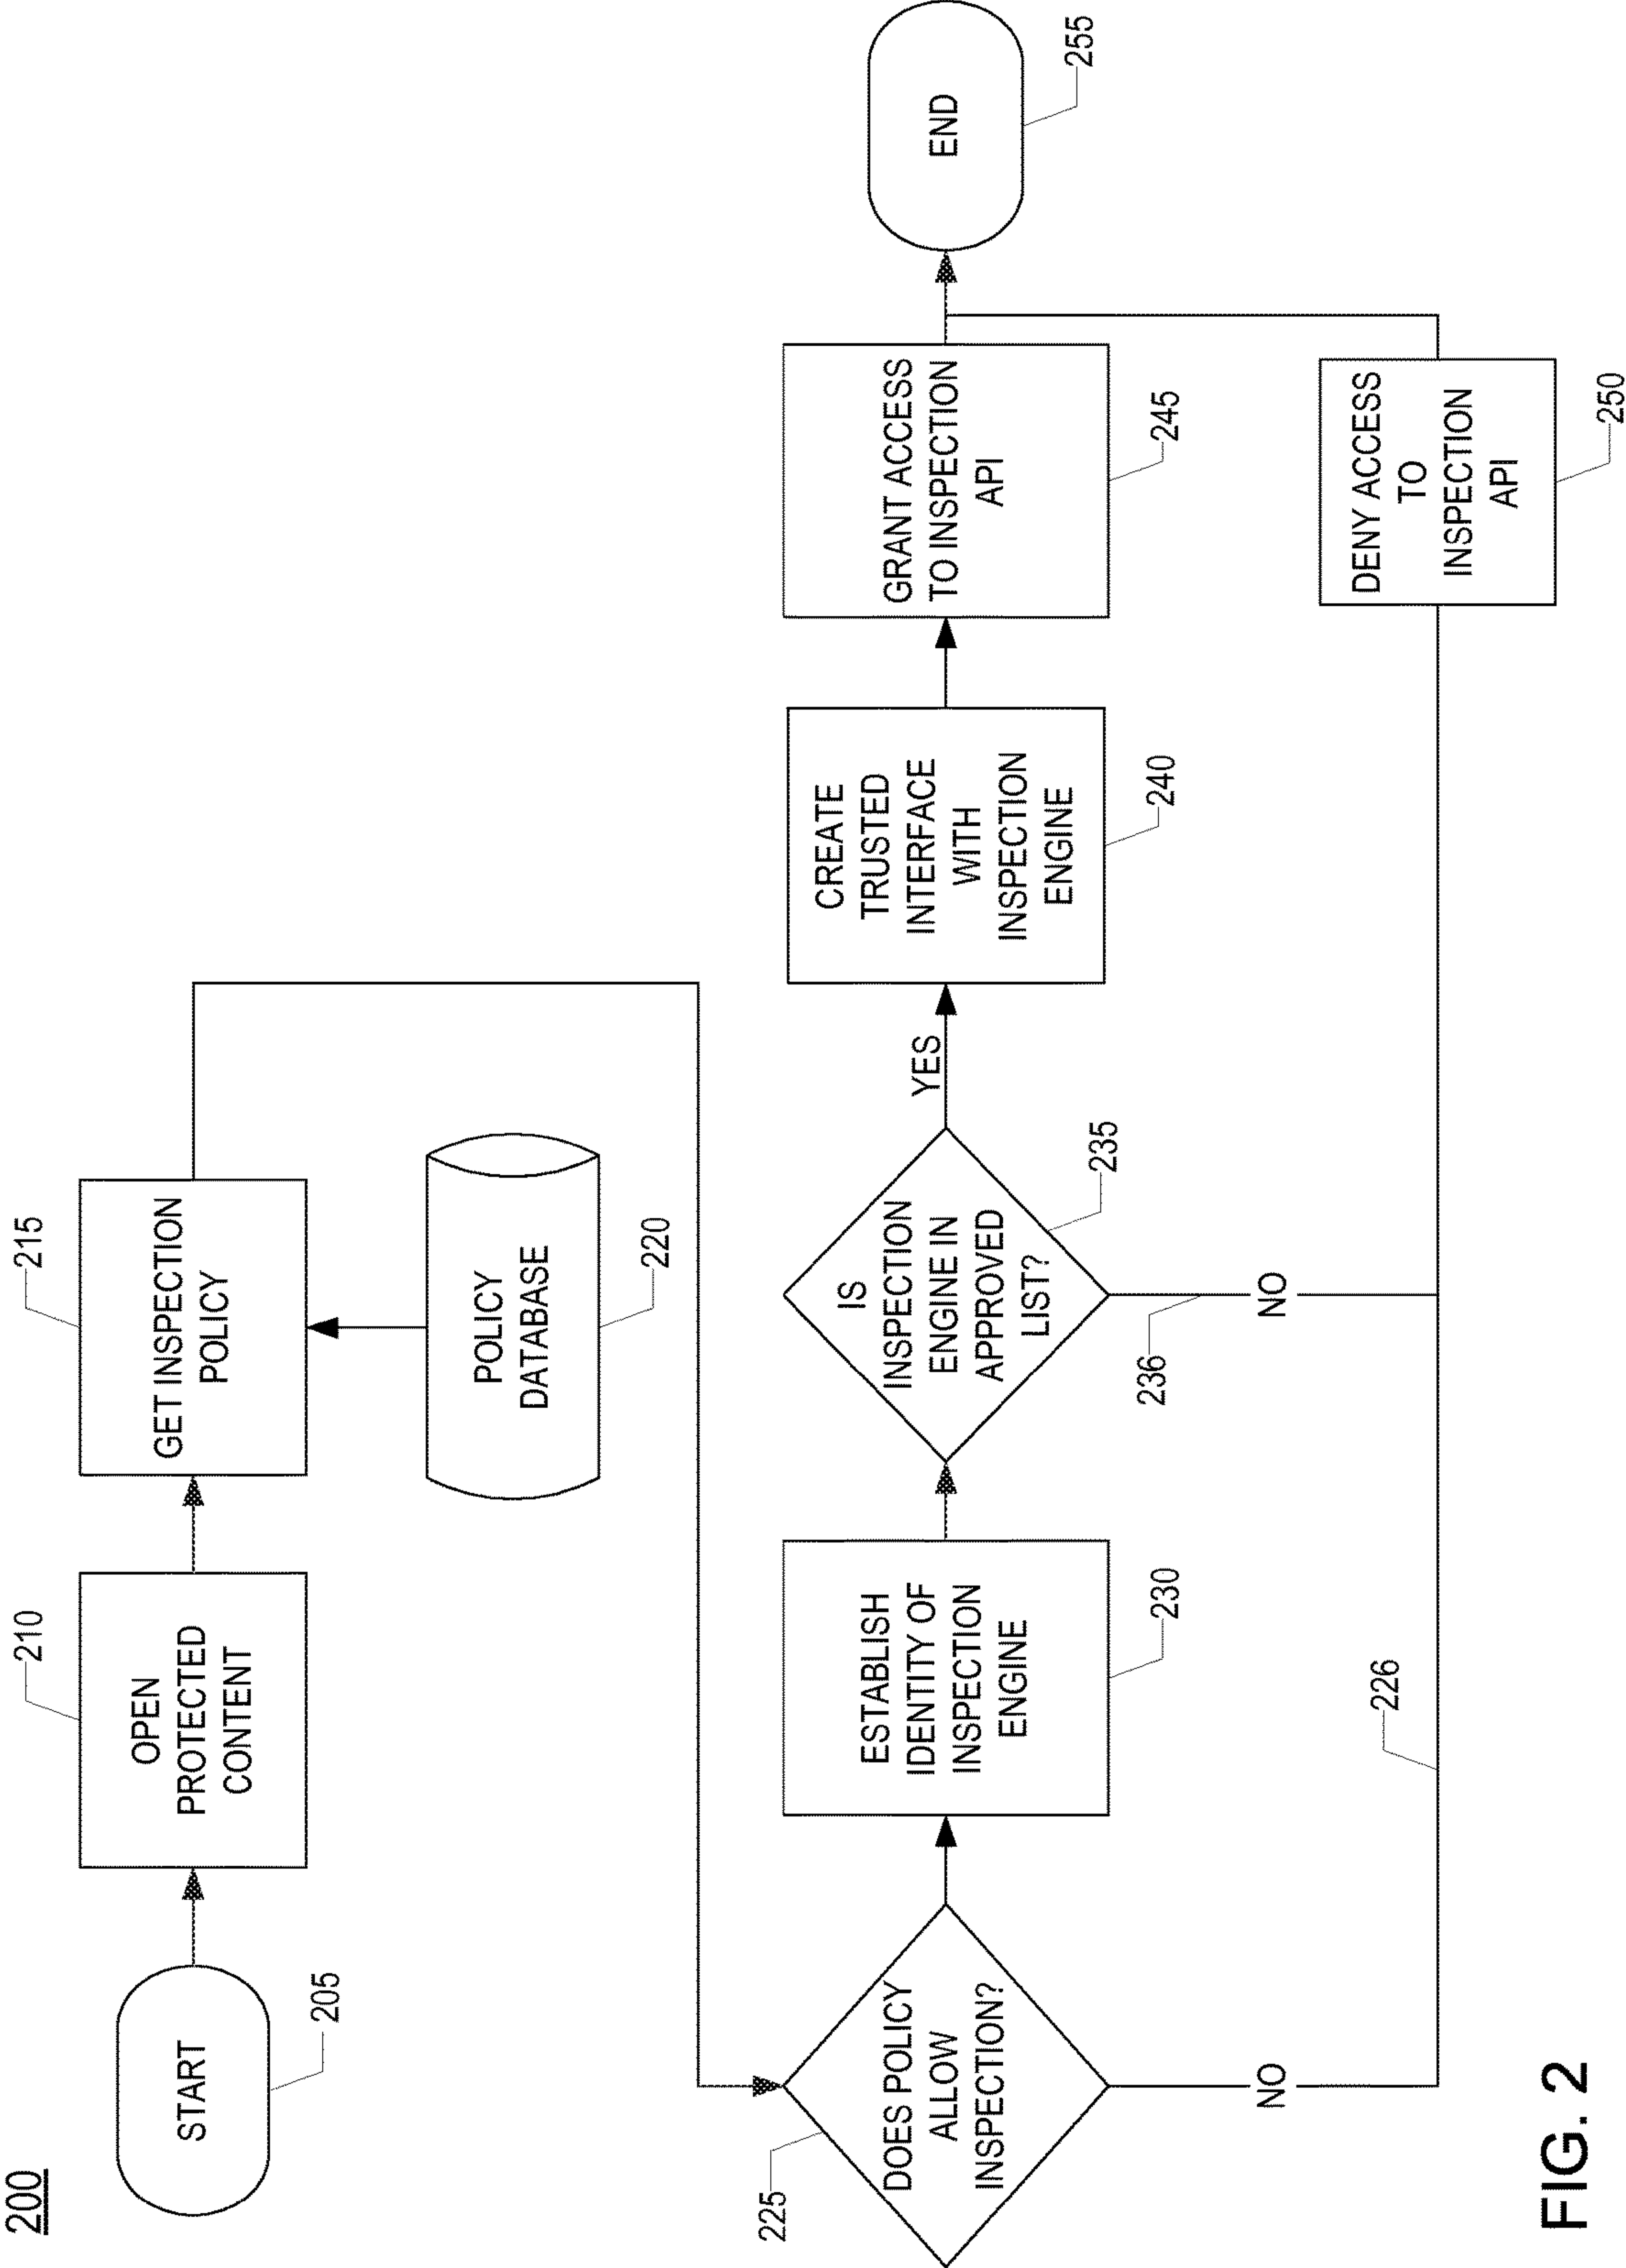 200
START
205
OPEN
PROTECTED
CONTENT
210
GET INSPECTION
POLICY
215
POLICY
DATABASE
220
DOES POLICY
ALLOW
INSPECTION?
225
NO
226
ESTABLISH
IDENTITY OF
INSPECTION
ENGINE
230
IS
INSPECTION
ENGINE IN
APPROVED
LIST?
235
YES
236
NO
CREATE
TRUSTED
INTERFACE
WITH
INSPECTION
ENGINE
240
GRANT ACCESS
TO INSPECTION
API
245
DENY ACCESS
TO
INSPECTION
API
250
END
255
FIG. 2